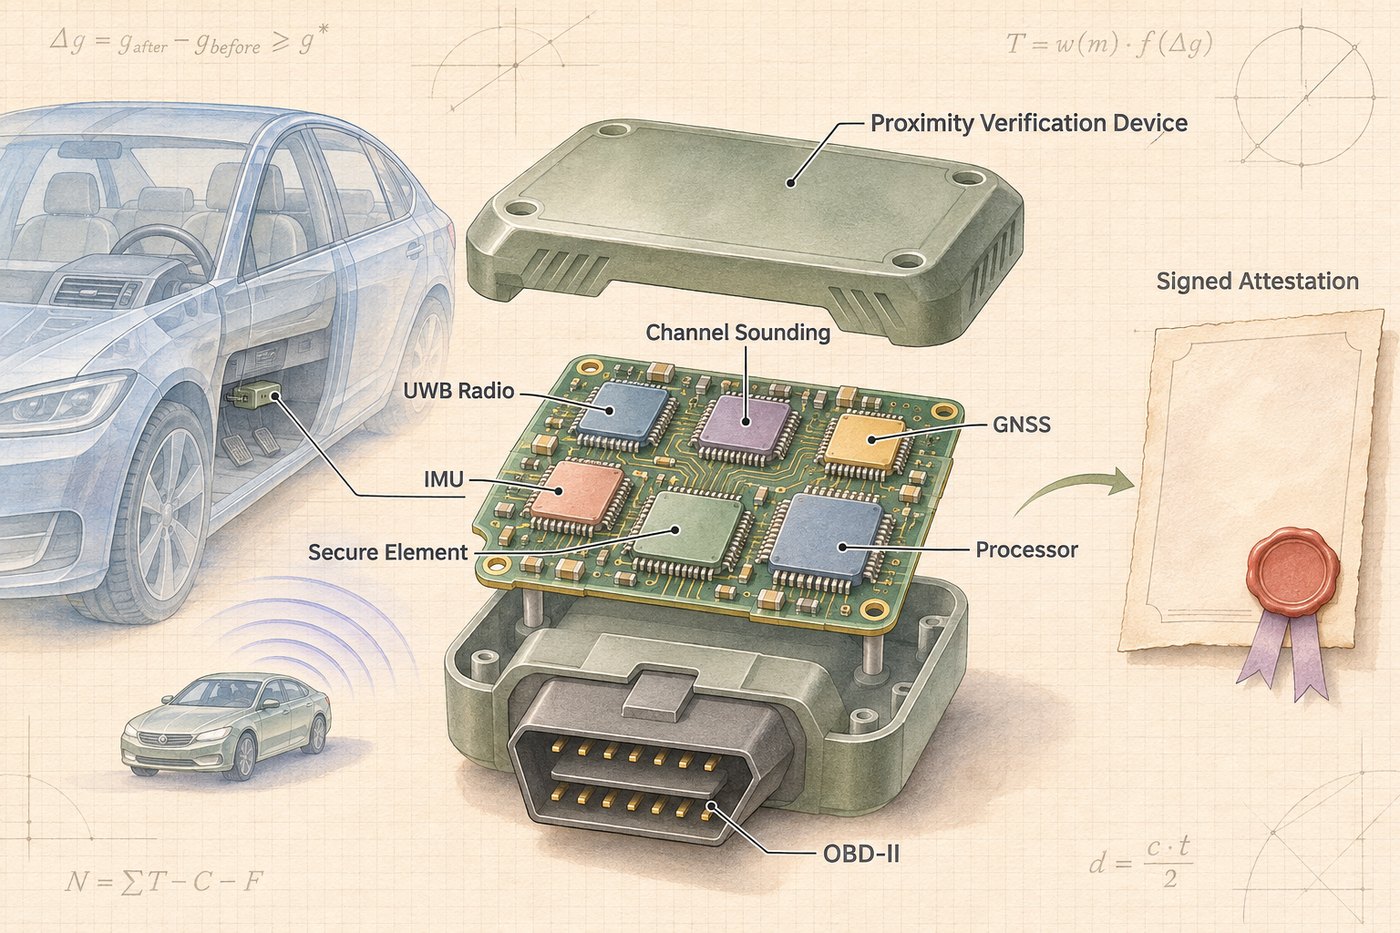 Δg = g_after − g_before ⩾ g*
T = w(m) · f(Δg)
Proximity Verification Device
Signed Attestation
Channel Sounding
UWB Radio
GNSS
IMU
Secure Element
Processor
OBD-II
N = ∑T − C − F
d = c · t / 2